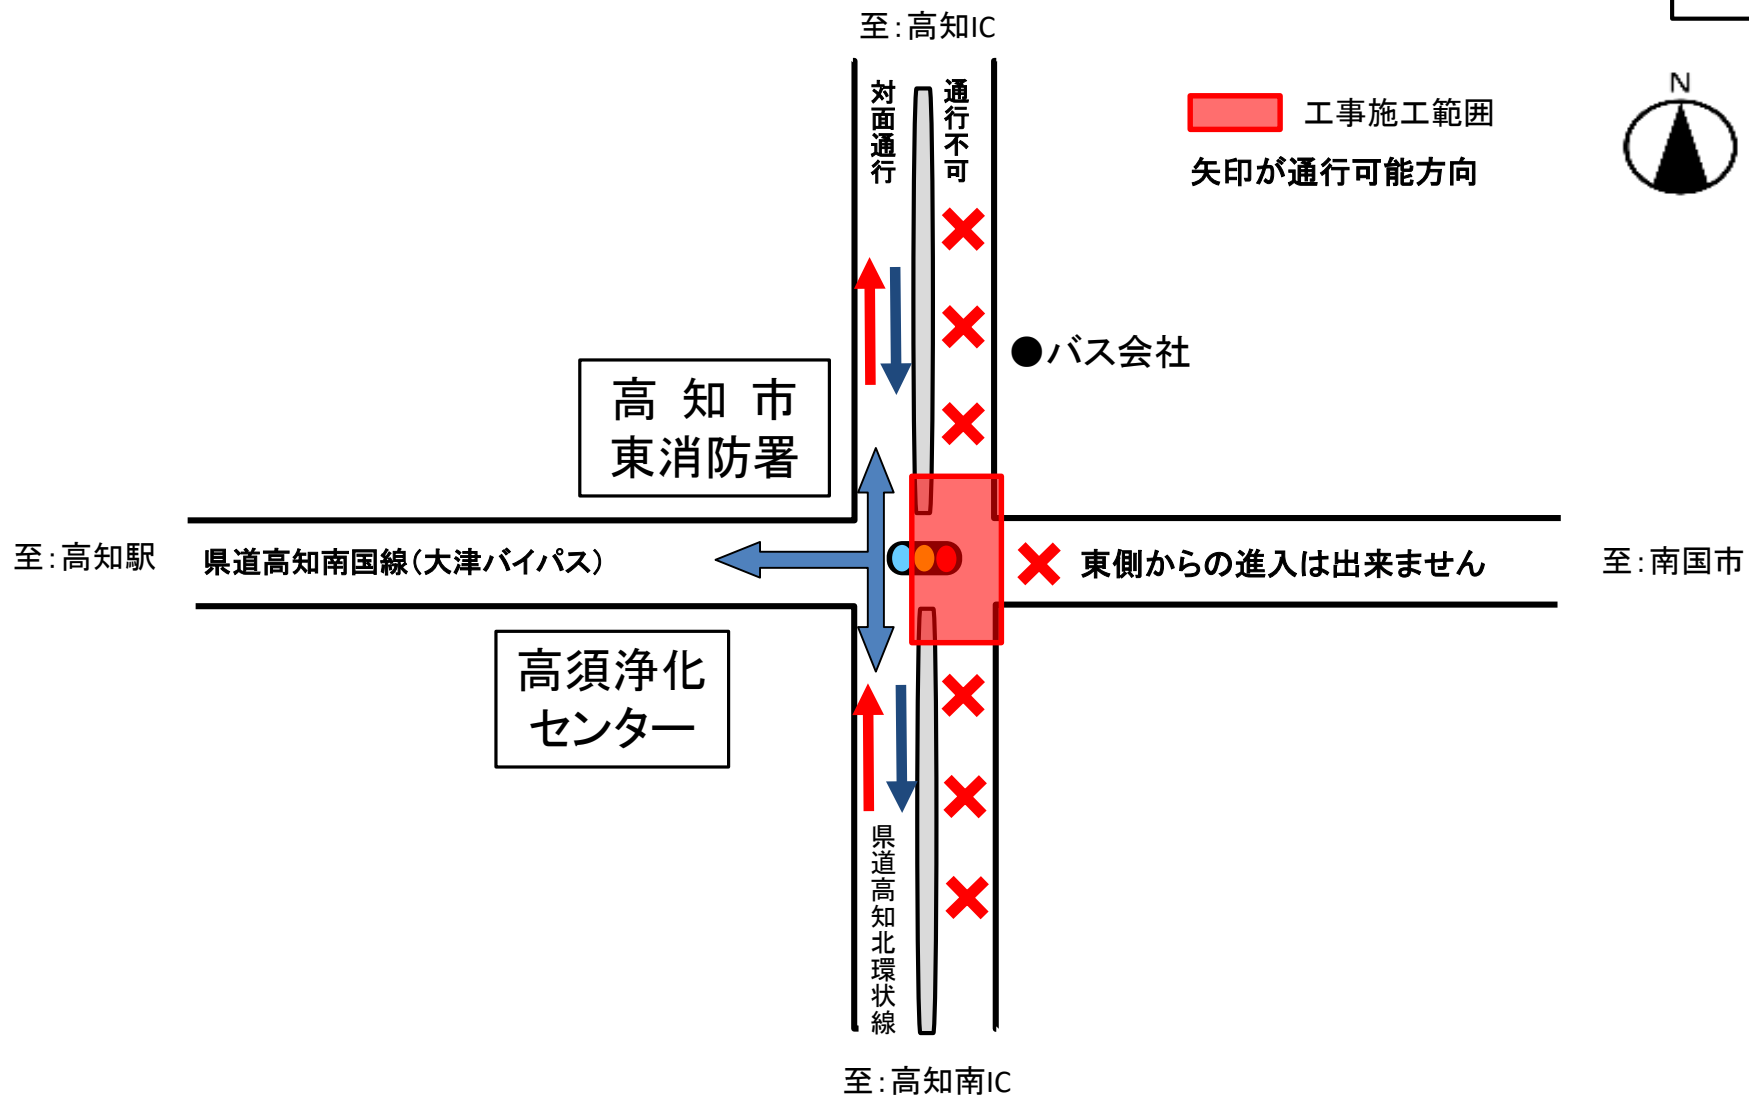 至：高知IC
対面通行
通行不可
工事施工範囲
矢印が通行可能方向
N
●バス会社
高知市
東消防署
至：高知駅
県道高知南国線（大津バイパス）
東側からの進入は出来ません
至：南国市
高須浄化
センター
県道高知北環状線
至：高知南IC